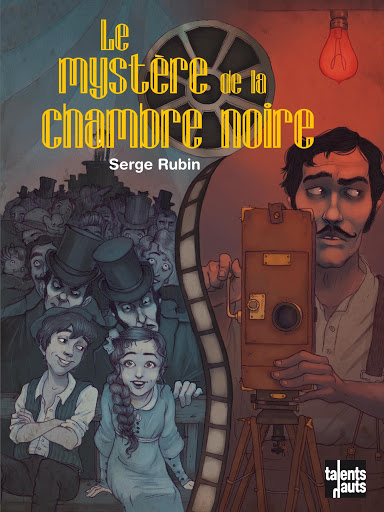 Le
mystère de la
chambre noire
Serge Rubin
talents
hauts